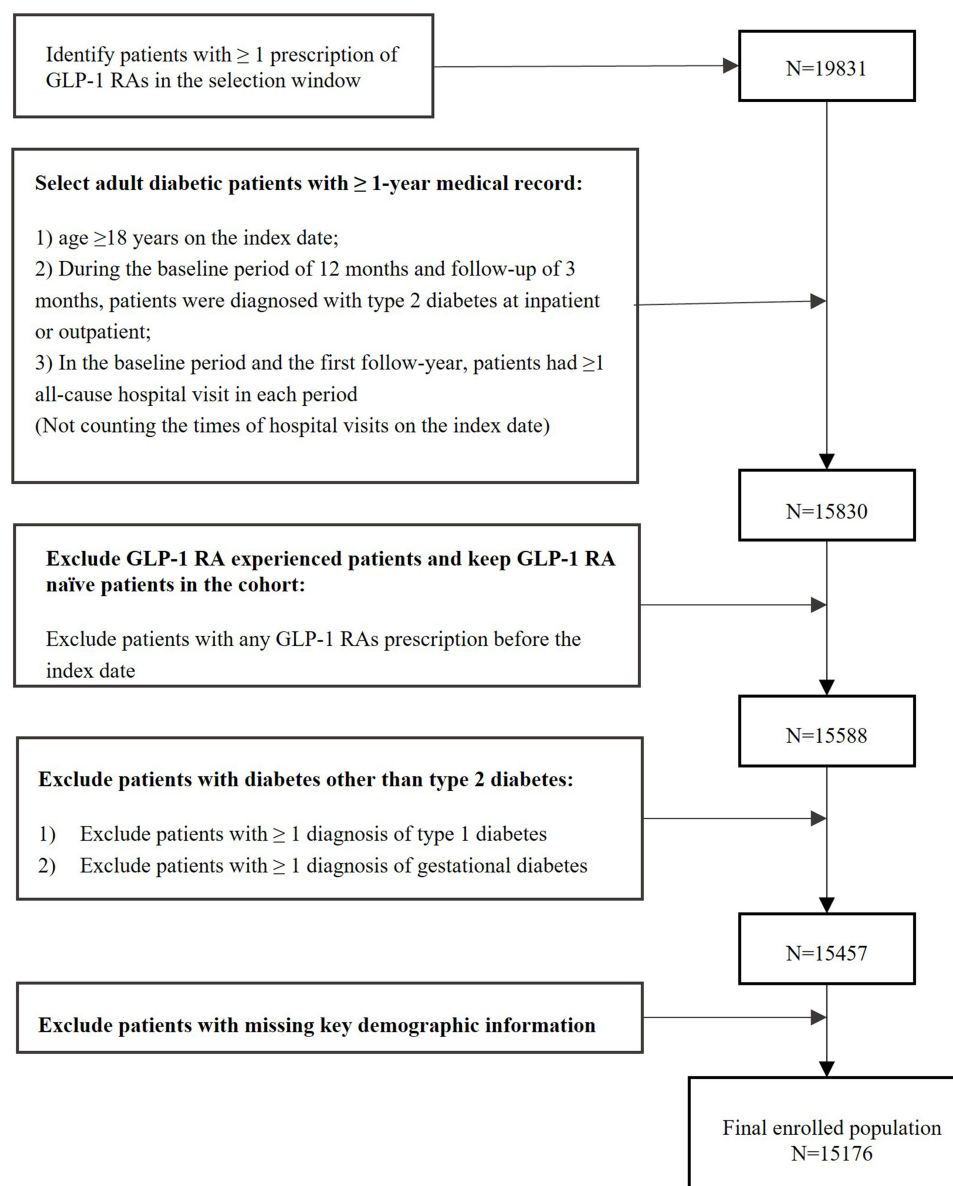 Identify patients with ≥ 1 prescription of
GLP-1 RAs in the selection window
N=19831
Select adult diabetic patients with ≥ 1-year medical record:
1) age ≥18 years on the index date;
2) During the baseline period of 12 months and follow-up of 3
months, patients were diagnosed with type 2 diabetes at inpatient
or outpatient;
3) In the baseline period and the first follow-year, patients had ≥1
all-cause hospital visit in each period
(Not counting the times of hospital visits on the index date)
N=15830
Exclude GLP-1 RA experienced patients and keep GLP-1 RA
naïve patients in the cohort:
Exclude patients with any GLP-1 RAs prescription before the
index date
N=15588
Exclude patients with diabetes other than type 2 diabetes:
1) Exclude patients with ≥ 1 diagnosis of type 1 diabetes
2) Exclude patients with ≥ 1 diagnosis of gestational diabetes
N=15457
Exclude patients with missing key demographic information
Final enrolled population
N=15176